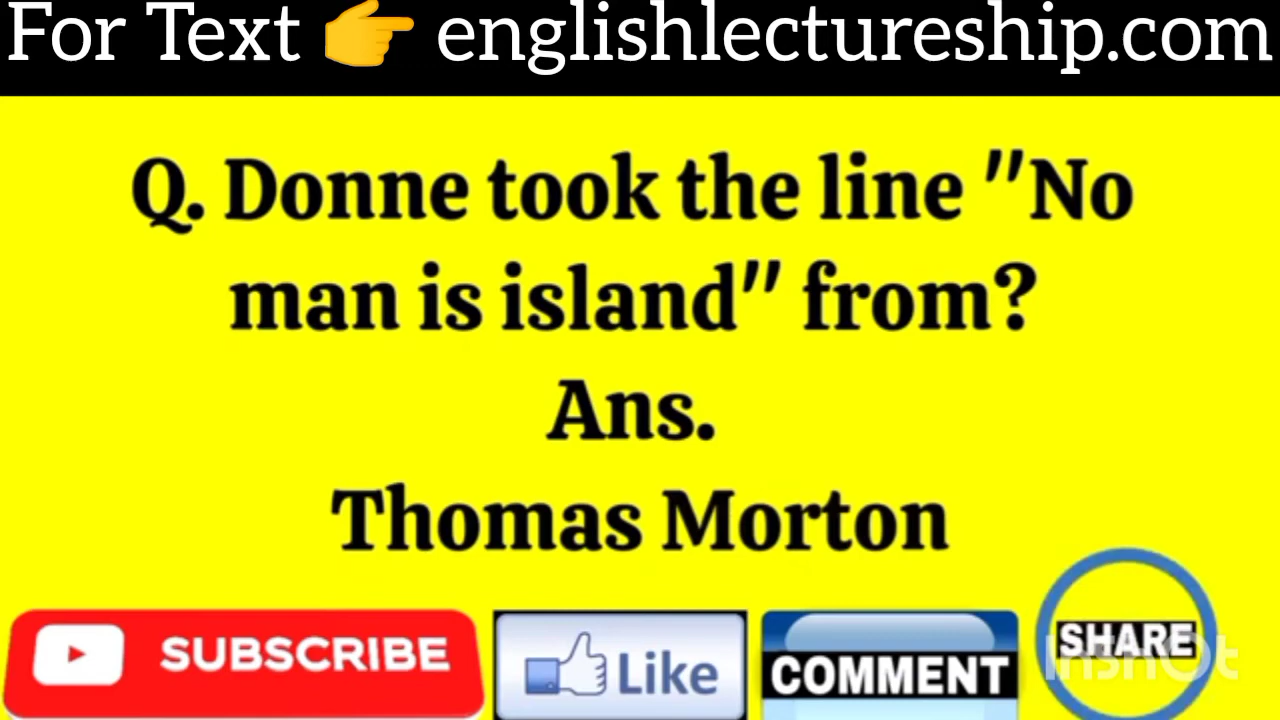 For Text 👉 englishlectureship.com
Q. Donne took the line "No
man is island" from?
Ans.
Thomas Morton
SUBSCRIBE
Like
COMMENT
SHARE
InShOt